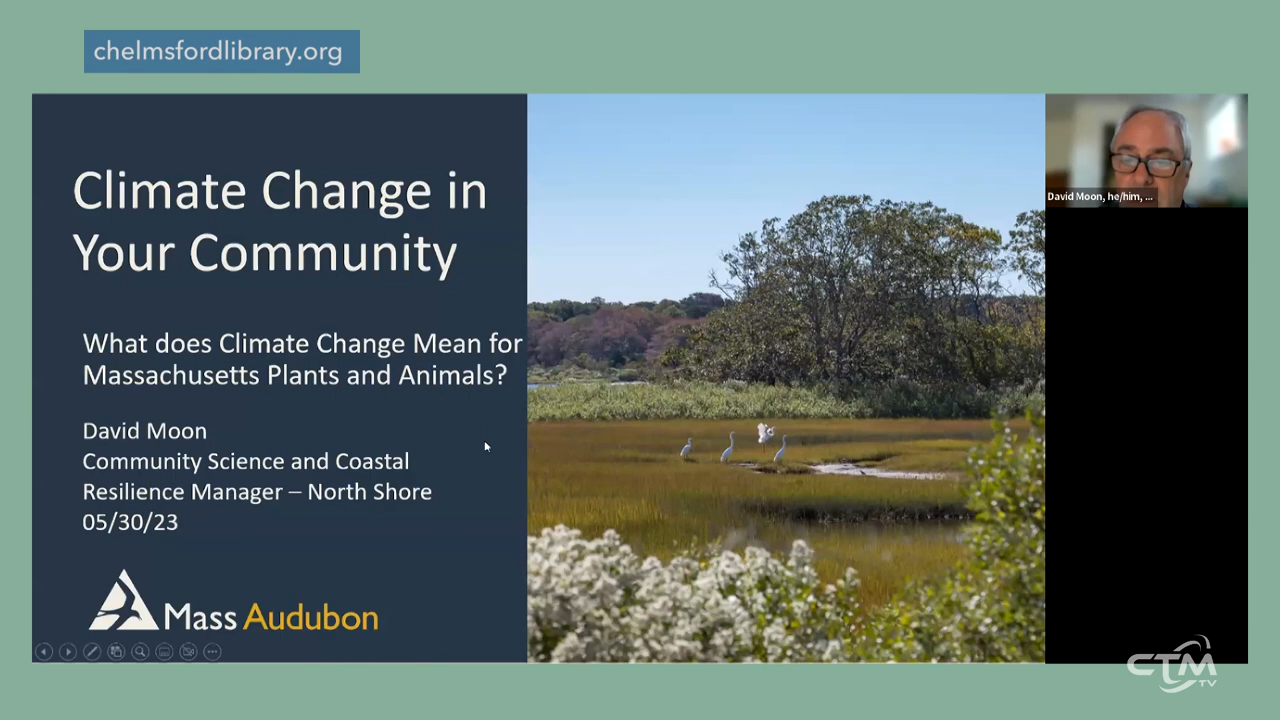 chelmsfordlibrary.org
Climate Change in
Your Community
What does Climate Change Mean for
Massachusetts Plants and Animals?
David Moon
Community Science and Coastal
Resilience Manager – North Shore
05/30/23
Mass Audubon
David Moon, he/him, ...
CTM
TV